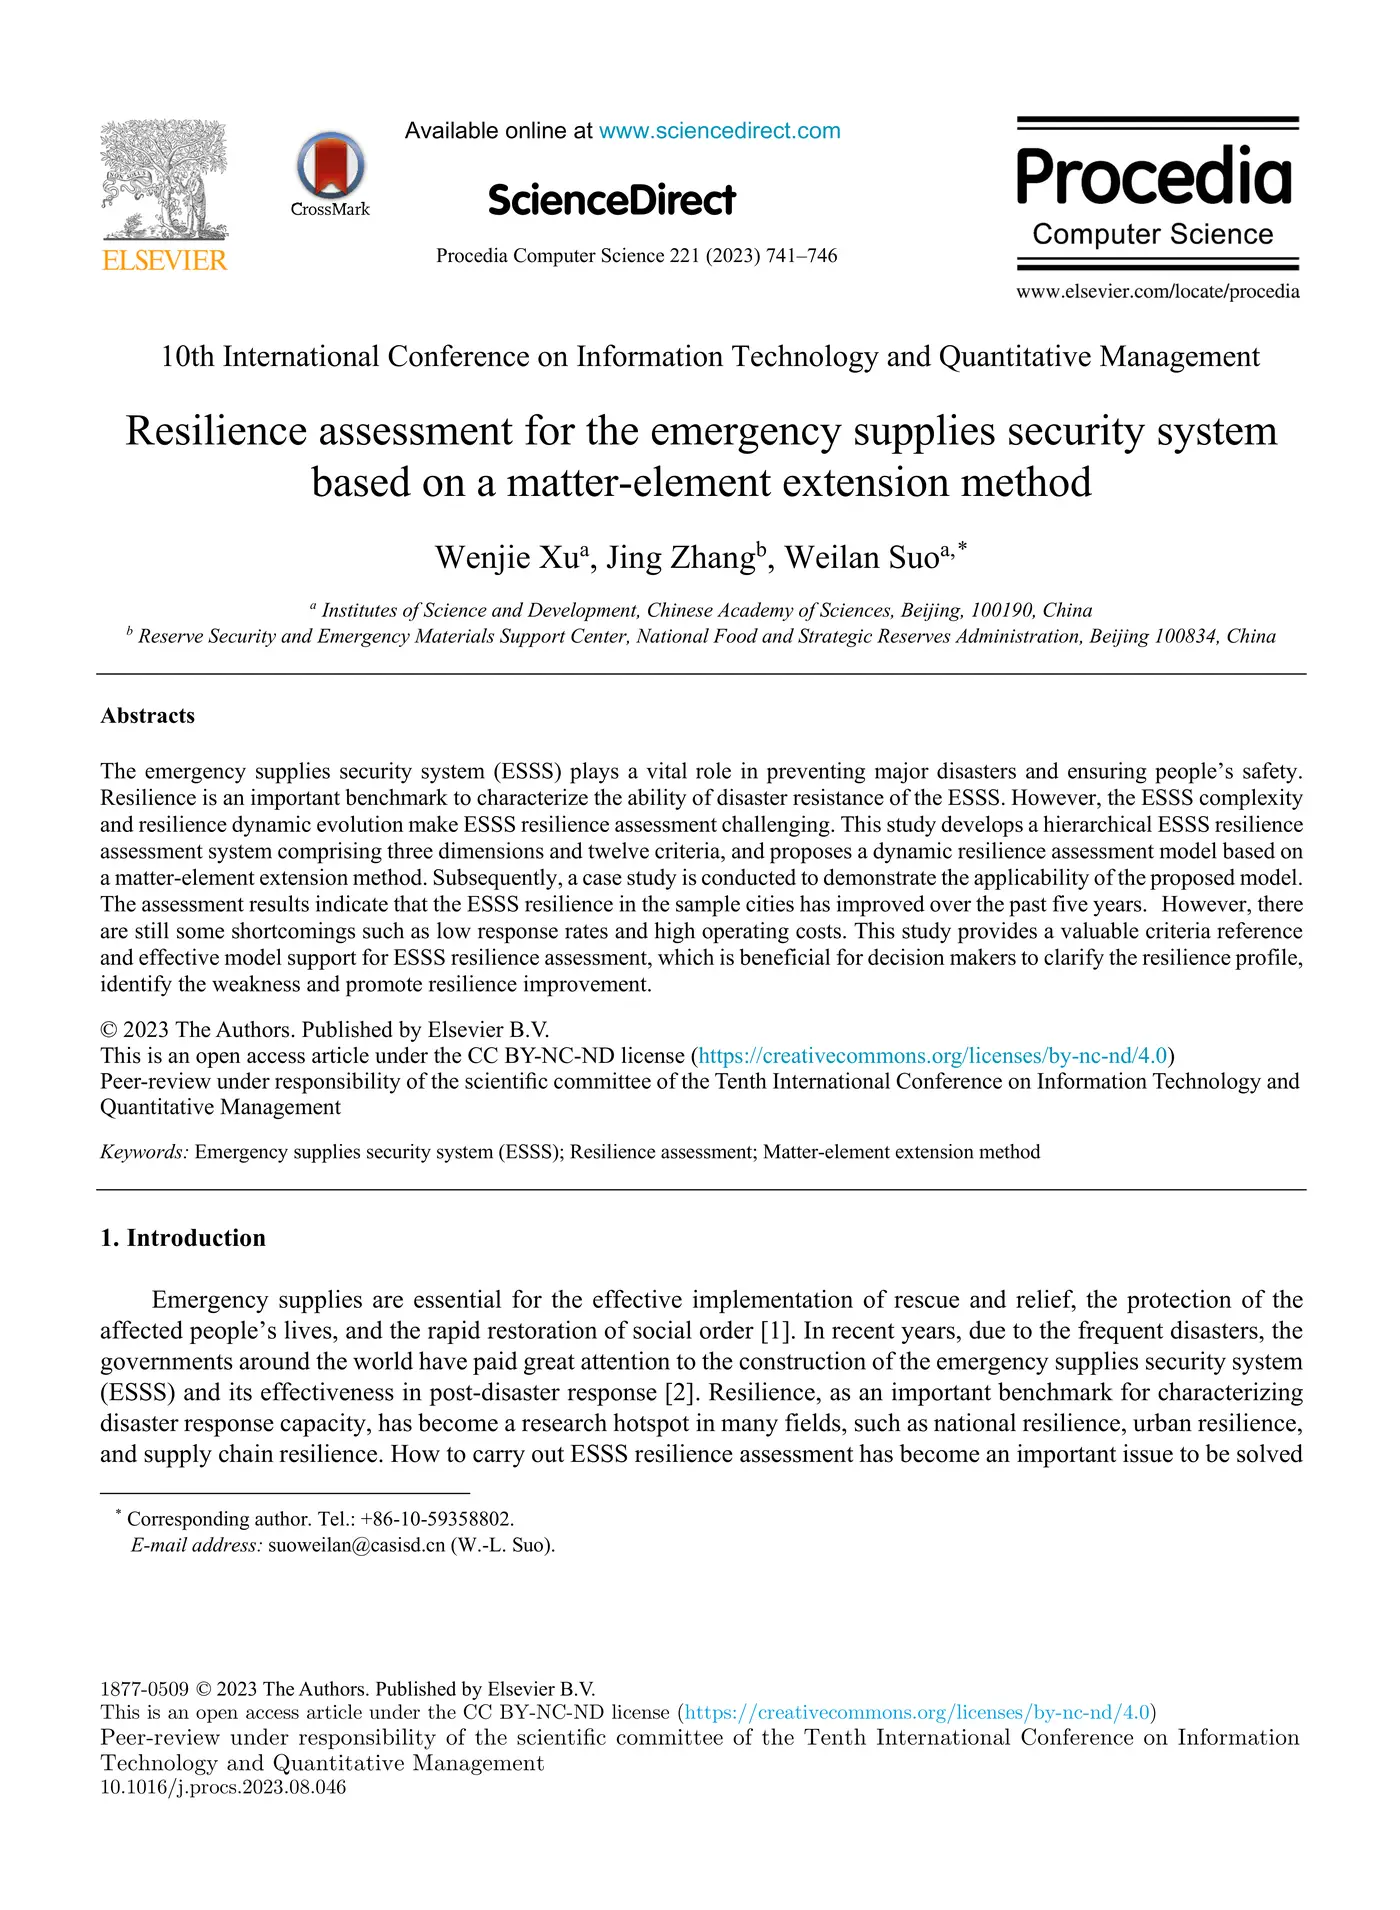 Available online at www.sciencedirect.com
ELSEVIER
CrossMark
ScienceDirect
Procedia Computer Science 221 (2023) 741–746
Procedia
Computer Science
www.elsevier.com/locate/procedia
10th International Conference on Information Technology and Quantitative Management
Resilience assessment for the emergency supplies security system
based on a matter-element extension method
Wenjie Xuᵃ, Jing Zhangᵇ, Weilan Suoᵃ,*
ᵃ Institutes of Science and Development, Chinese Academy of Sciences, Beijing, 100190, China
ᵇ Reserve Security and Emergency Materials Support Center, National Food and Strategic Reserves Administration, Beijing 100834, China
Abstracts
The emergency supplies security system (ESSS) plays a vital role in preventing major disasters and ensuring people’s safety.
Resilience is an important benchmark to characterize the ability of disaster resistance of the ESSS. However, the ESSS complexity
and resilience dynamic evolution make ESSS resilience assessment challenging. This study develops a hierarchical ESSS resilience
assessment system comprising three dimensions and twelve criteria, and proposes a dynamic resilience assessment model based on
a matter-element extension method. Subsequently, a case study is conducted to demonstrate the applicability of the proposed model.
The assessment results indicate that the ESSS resilience in the sample cities has improved over the past five years. However, there
are still some shortcomings such as low response rates and high operating costs. This study provides a valuable criteria reference
and effective model support for ESSS resilience assessment, which is beneficial for decision makers to clarify the resilience profile,
identify the weakness and promote resilience improvement.
© 2023 The Authors. Published by Elsevier B.V.
This is an open access article under the CC BY-NC-ND license (https://creativecommons.org/licenses/by-nc-nd/4.0)
Peer-review under responsibility of the scientific committee of the Tenth International Conference on Information Technology and
Quantitative Management
Keywords: Emergency supplies security system (ESSS); Resilience assessment; Matter-element extension method
1. Introduction
Emergency supplies are essential for the effective implementation of rescue and relief, the protection of the
affected people’s lives, and the rapid restoration of social order [1]. In recent years, due to the frequent disasters, the
governments around the world have paid great attention to the construction of the emergency supplies security system
(ESSS) and its effectiveness in post-disaster response [2]. Resilience, as an important benchmark for characterizing
disaster response capacity, has become a research hotspot in many fields, such as national resilience, urban resilience,
and supply chain resilience. How to carry out ESSS resilience assessment has become an important issue to be solved
* Corresponding author. Tel.: +86-10-59358802.
E-mail address: suoweilan@casisd.cn (W.-L. Suo).
1877-0509 © 2023 The Authors. Published by Elsevier B.V.
This is an open access article under the CC BY-NC-ND license (https://creativecommons.org/licenses/by-nc-nd/4.0)
Peer-review under responsibility of the scientific committee of the Tenth International Conference on Information
Technology and Quantitative Management
10.1016/j.procs.2023.08.046